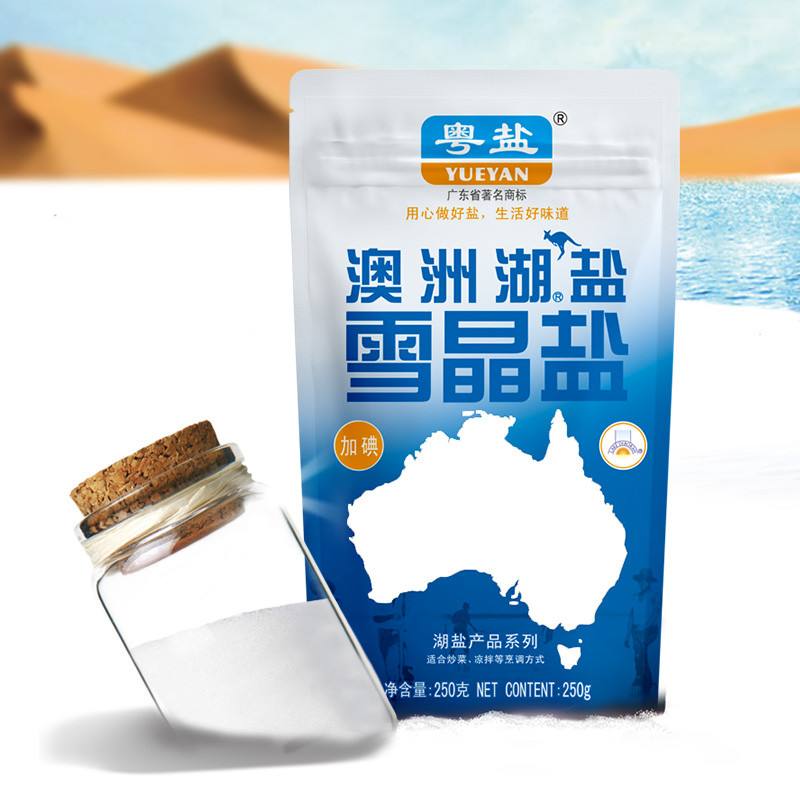 粤盐®
YUEYAN
广东省著名商标
用心做好盐，生活好味道
澳洲湖®盐
雪晶盐
加碘
湖盐产品系列
适合炒菜、凉拌等烹调方式
净含量:250克 NET CONTENT:250g